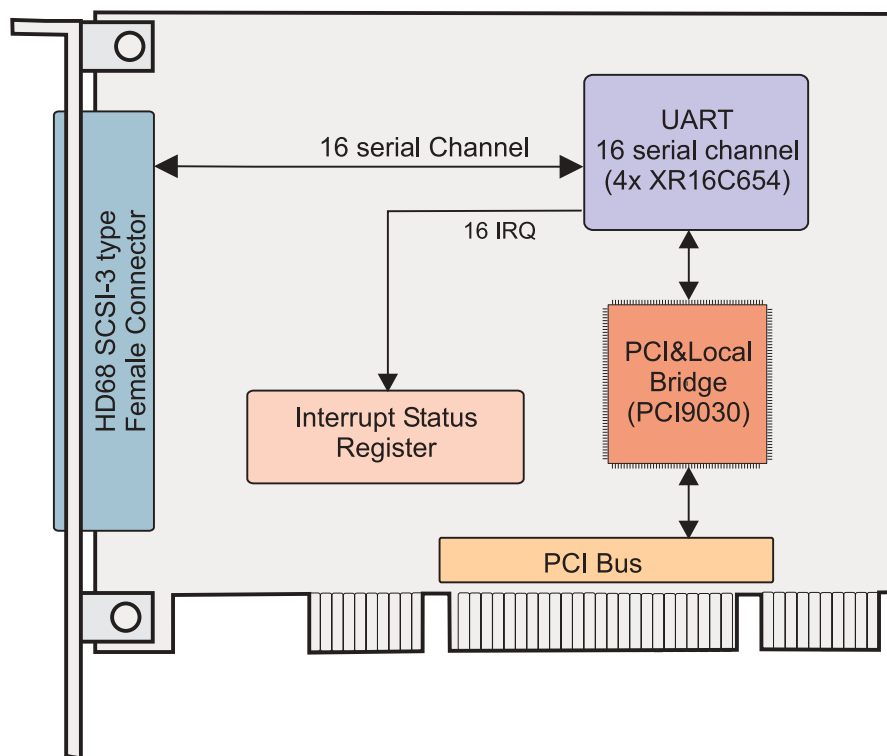 UART
16 serial channel
(4x XR16C654)
16 serial Channel
16 IRQ
HD68 SCSI-3 type
Female Connector
PCI&Local
Bridge
(PCI9030)
Interrupt Status
Register
PCI Bus